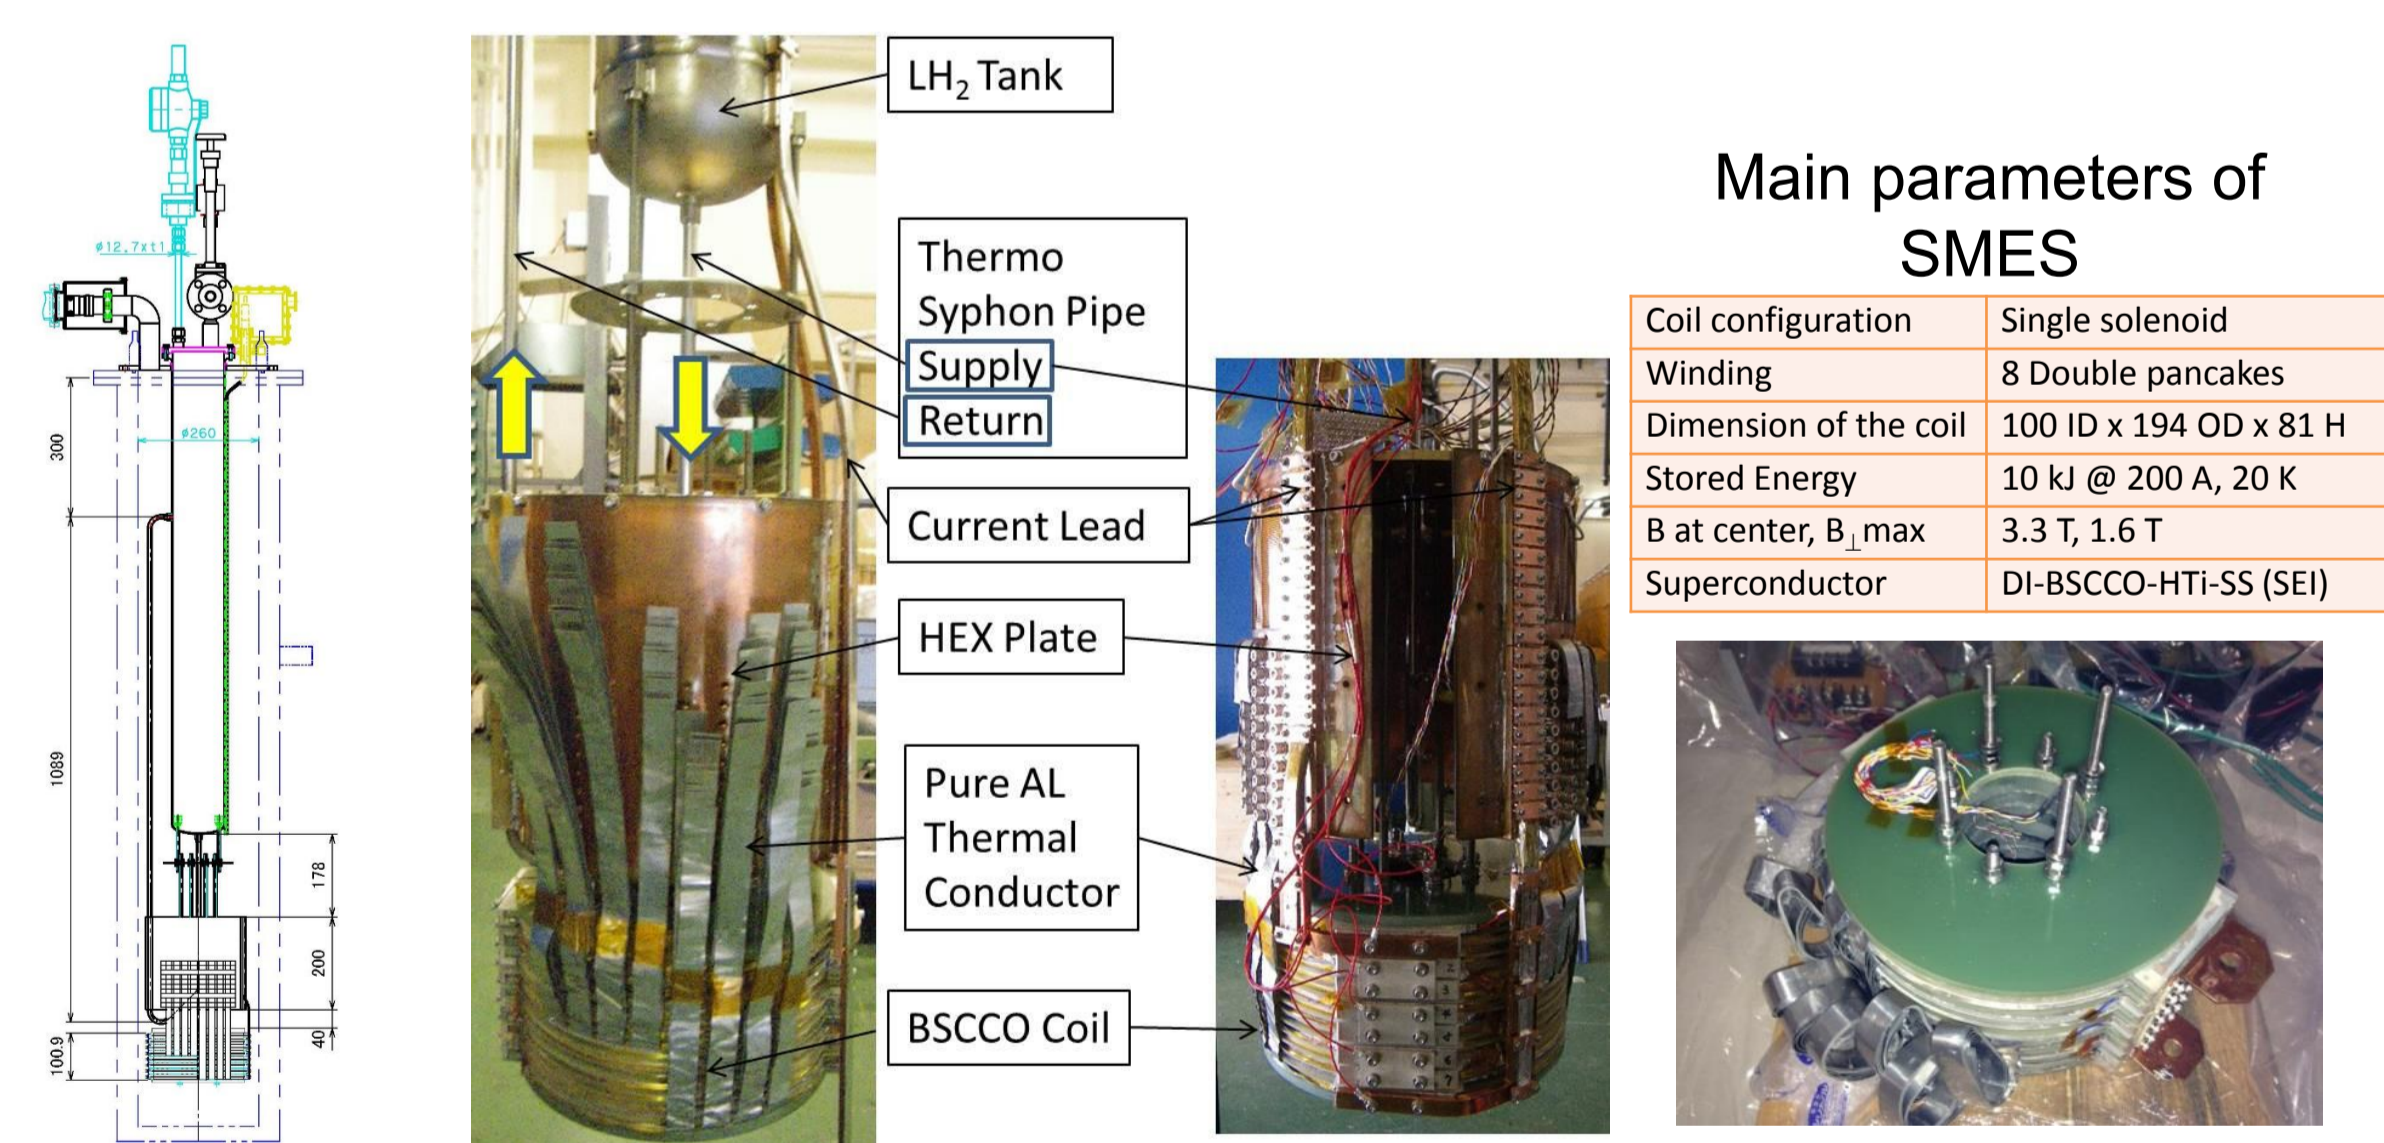 ø12.7xt1
ø260
300
1089
178
200
40
100.9
LH₂ Tank
Thermo
Syphon Pipe
Supply
Return
Current Lead
HEX Plate
Pure AL
Thermal
Conductor
BSCCO Coil
Main parameters of
SMES
Coil configuration Single solenoid
Winding 8 Double pancakes
Dimension of the coil 100 ID x 194 OD x 81 H
Stored Energy 10 kJ @ 200 A, 20 K
B at center, B⊥max 3.3 T, 1.6 T
Superconductor DI-BSCCO-HTi-SS (SEI)